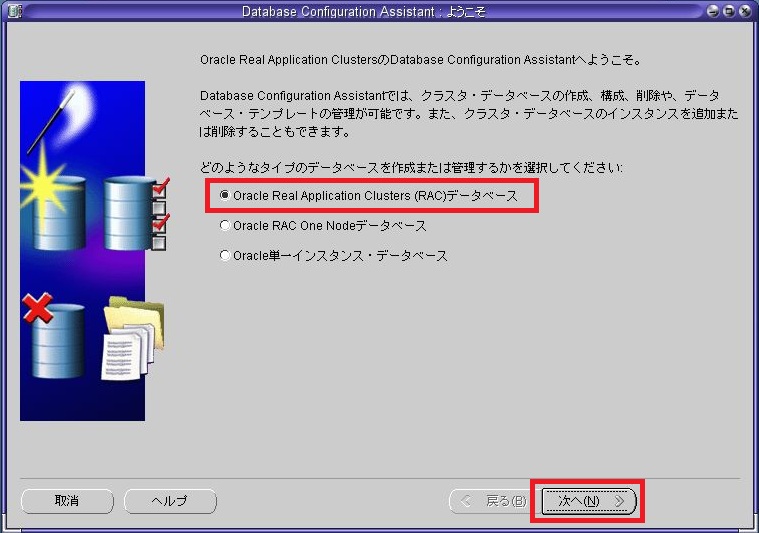 Database Configuration Assistant : ようこそ
Oracle Real Application ClustersのDatabase Configuration Assistantへようこそ。
Database Configuration Assistantでは、クラスタ・データベースの作成、構成、削除や、データ
ベース・テンプレートの管理が可能です。また、クラスタ・データベースのインスタンスを追加また
は削除することもできます。
どのようなタイプのデータベースを作成または管理するかを選択してください:
Oracle Real Application Clusters (RAC)データベース
Oracle RAC One Nodeデータベース
Oracle単一インスタンス・データベース
取消
ヘルプ
戻る(B)
次へ(N)